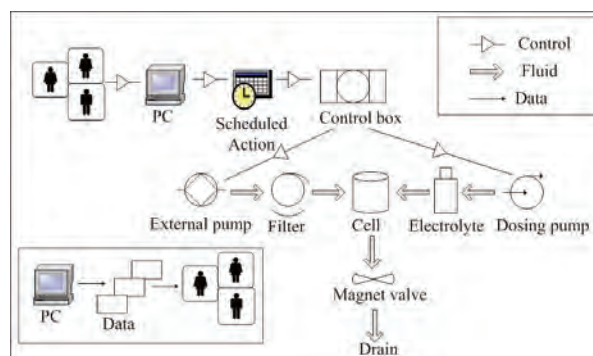 Control
Fluid
Data
PC
Scheduled
Action
Control box
External pump
Filter
Cell
Electrolyte
Dosing pump
Magnet valve
Drain
PC
Data